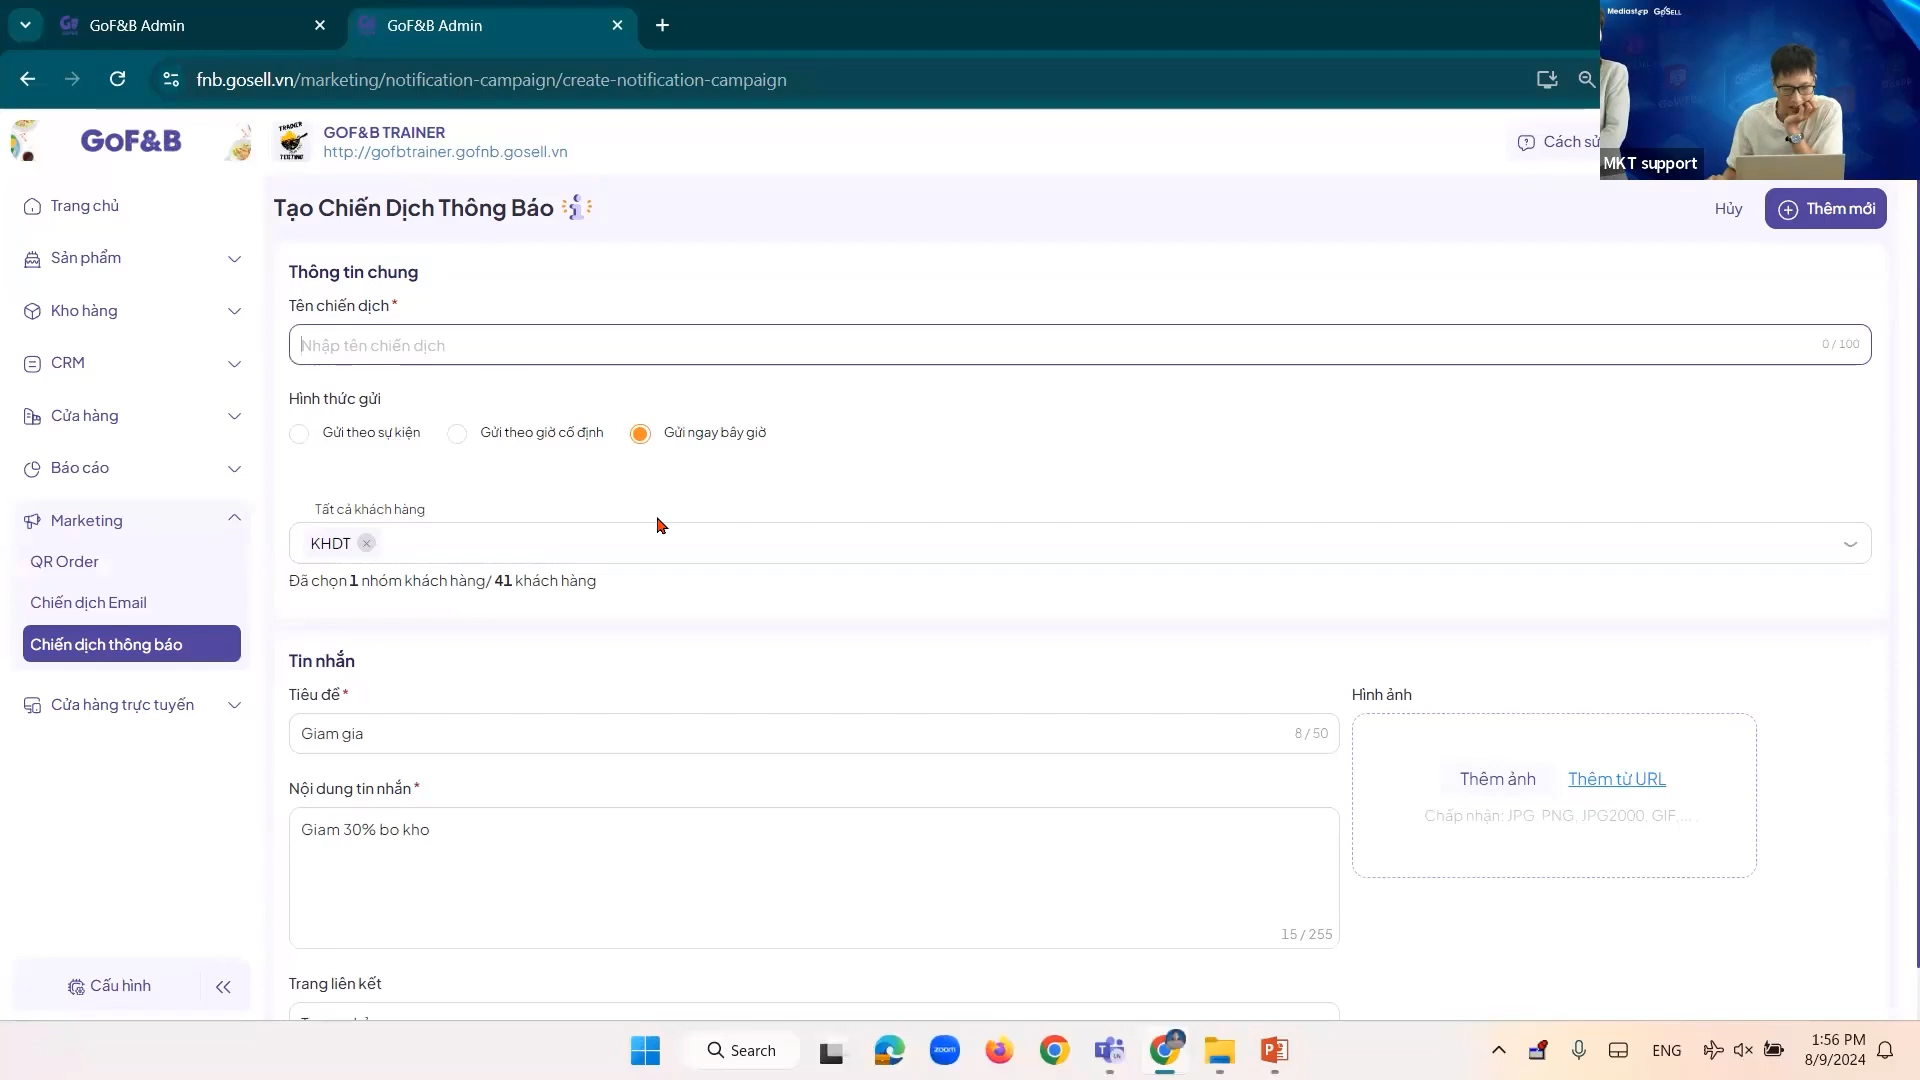 GoF&B Admin
GoF&B Admin
fnb.gosell.vn/marketing/notification-campaign/create-notification-campaign
Mediastep GoSELL
MKT support
GoF&B
GOF&B TRAINER
http://gofbtrainer.gofnb.gosell.vn
Cách sử
Trang chủ
Sản phẩm
Kho hàng
CRM
Cửa hàng
Báo cáo
Marketing
QR Order
Chiến dịch Email
Chiến dịch thông báo
Cửa hàng trực tuyến
Cấu hình
Tạo Chiến Dịch Thông Báo
Hủy
Thêm mới
Thông tin chung
Tên chiến dịch *
Nhập tên chiến dịch
0 / 100
Hình thức gửi
Gửi theo sự kiện
Gửi theo giờ cố định
Gửi ngay bây giờ
Tất cả khách hàng
KHDT
Đã chọn 1 nhóm khách hàng/ 41 khách hàng
Tin nhắn
Tiêu đề *
Giam gia
8 / 50
Nội dung tin nhắn *
Giam 30% bo kho
15 / 255
Hình ảnh
Thêm ảnh
Thêm từ URL
Chấp nhận: JPG, PNG, JPG2000, GIF,... .
Trang liên kết
Search
zoom
ENG
1:56 PM
8/9/2024